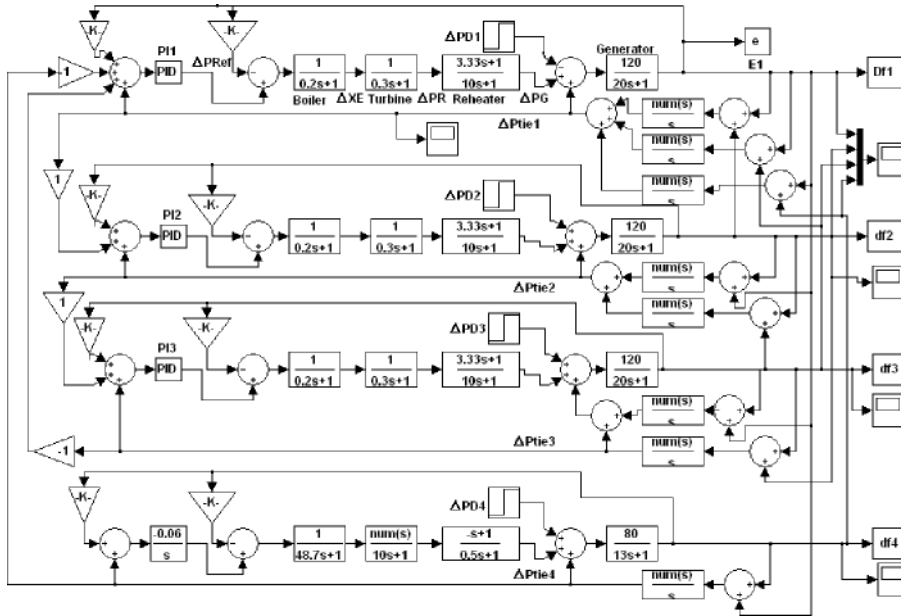 -K-
-K-
ΔPD1
PI1
ΔPRef
e
E1
Generator
-1
PID
1
0.2s+1
1
0.3s+1
3.33s+1
10s+1
120
20s+1
Df1
Boiler
ΔXE
Turbine
ΔPR
Reheater
ΔPG
ΔPtie1
num(s)
s
num(s)
s
num(s)
s
1
-K-
-K-
ΔPD2
PI2
PID
1
0.2s+1
1
0.3s+1
3.33s+1
10s+1
120
20s+1
df2
ΔPtie2
num(s)
s
num(s)
s
1
-K-
-K-
ΔPD3
PI3
PID
1
0.2s+1
1
0.3s+1
3.33s+1
10s+1
120
20s+1
df3
num(s)
s
ΔPtie3
num(s)
s
-1
-K-
-K-
ΔPD4
-0.06
s
1
48.7s+1
num(s)
10s+1
-s+1
0.5s+1
80
13s+1
df4
ΔPtie4
num(s)
s